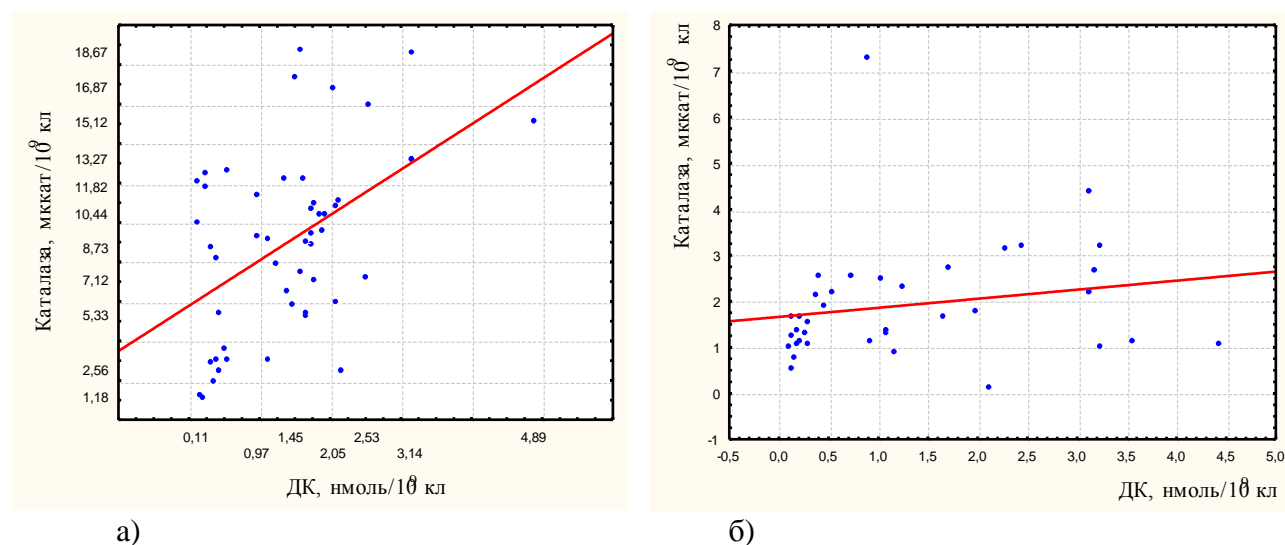 Каталаза, мккат/10⁹ кл
18,67
16,87
15,12
13,27
11,82
10,44
8,73
7,12
5,33
2,56
1,18
0,11 1,45 2,53 4,89
0,97 2,05 3,14
ДК, нмоль/10⁹ кл
а)
Каталаза, мккат/10⁹ кл
8
7
6
5
4
3
2
1
0
-1
-0,5 0,0 0,5 1,0 1,5 2,0 2,5 3,0 3,5 4,0 4,5 5,0
ДК, нмоль/10⁹ кл
б)